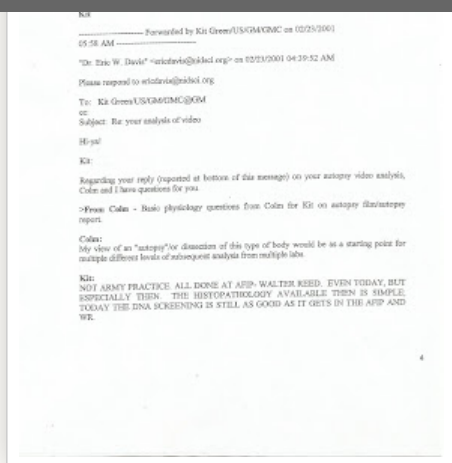 Kit
---------------------- Forwarded by Kit Green/US/GM/GMC on 02/23/2001
05:58 AM ---------------------------
"Dr. Eric W. Davis" <ericdavis@nidsci.org> on 02/23/2001 04:39:52 AM
Please respond to ericdavis@nidsci.org
To: Kit Green/US/GM/GMC@GM
cc:
Subject: Re: your analysis of video
Hi-ya!
Kit:
Regarding your reply (reported at bottom of this message) on your autopsy video analysis,
Colm and I have questions for you.
>From Colm - Basic physiology questions from Colm for Kit on autopsy film/autopsy
report.
Colm:
My view of an "autopsy"/or dissection of this type of body would be as a starting point for
multiple different levels of subsequent analysis from multiple labs.
Kit:
NOT ARMY PRACTICE. ALL DONE AT AFIP- WALTER REED. EVEN TODAY, BUT
ESPECIALLY THEN. THE HISTOPATHOLOGY AVAILABLE THEN IS SIMPLE.
TODAY THE DNA SCREENING IS STILL AS GOOD AS IT GETS IN THE AFIP AND
WR.